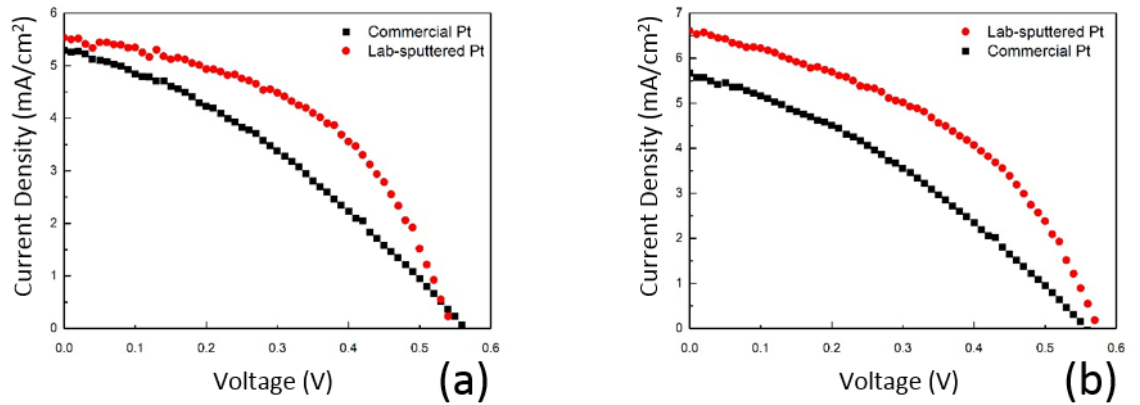 Commercial Pt
Lab-sputtered Pt
Current Density (mA/cm²)
6
5
4
3
2
1
0
0.0 0.1 0.2 0.3 0.4 0.5 0.6
Voltage (V)
(a)
Lab-sputtered Pt
Commercial Pt
Current Density (mA/cm²)
7
6
5
4
3
2
1
0
0.0 0.1 0.2 0.3 0.4 0.5 0.6
Voltage (V)
(b)